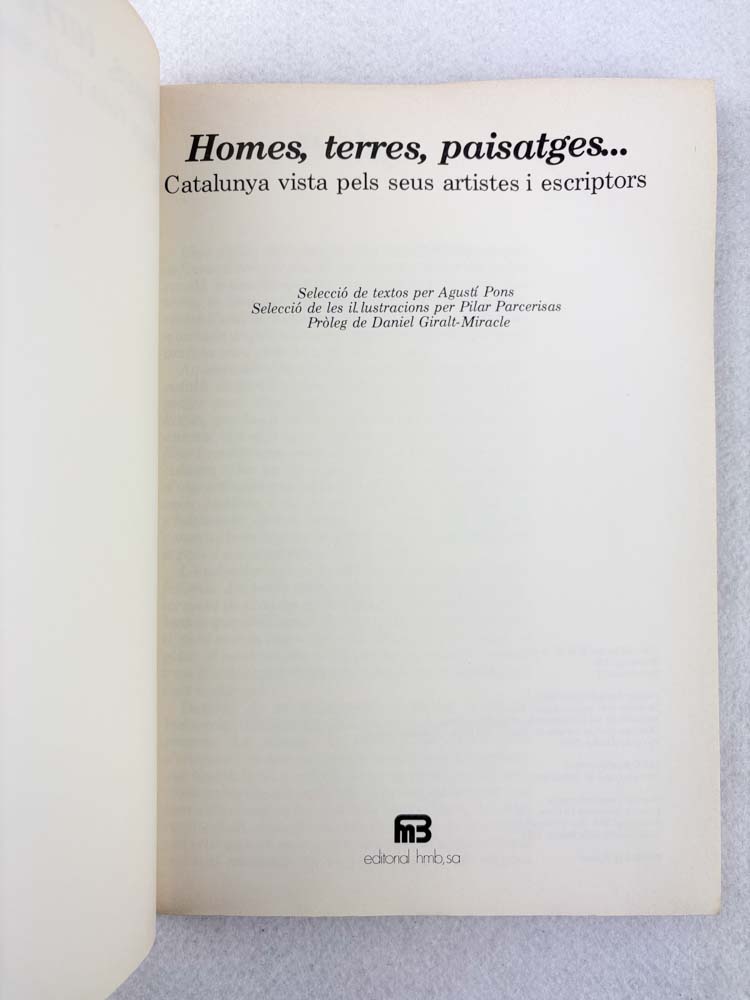 Homes, terres, paisatges...
Catalunya vista pels seus artistes i escriptors
Selecció de textos per Agustí Pons
Selecció de les il.lustracions per Pilar Parcerisas
Pròleg de Daniel Giralt-Miracle
editorial hmb, sa